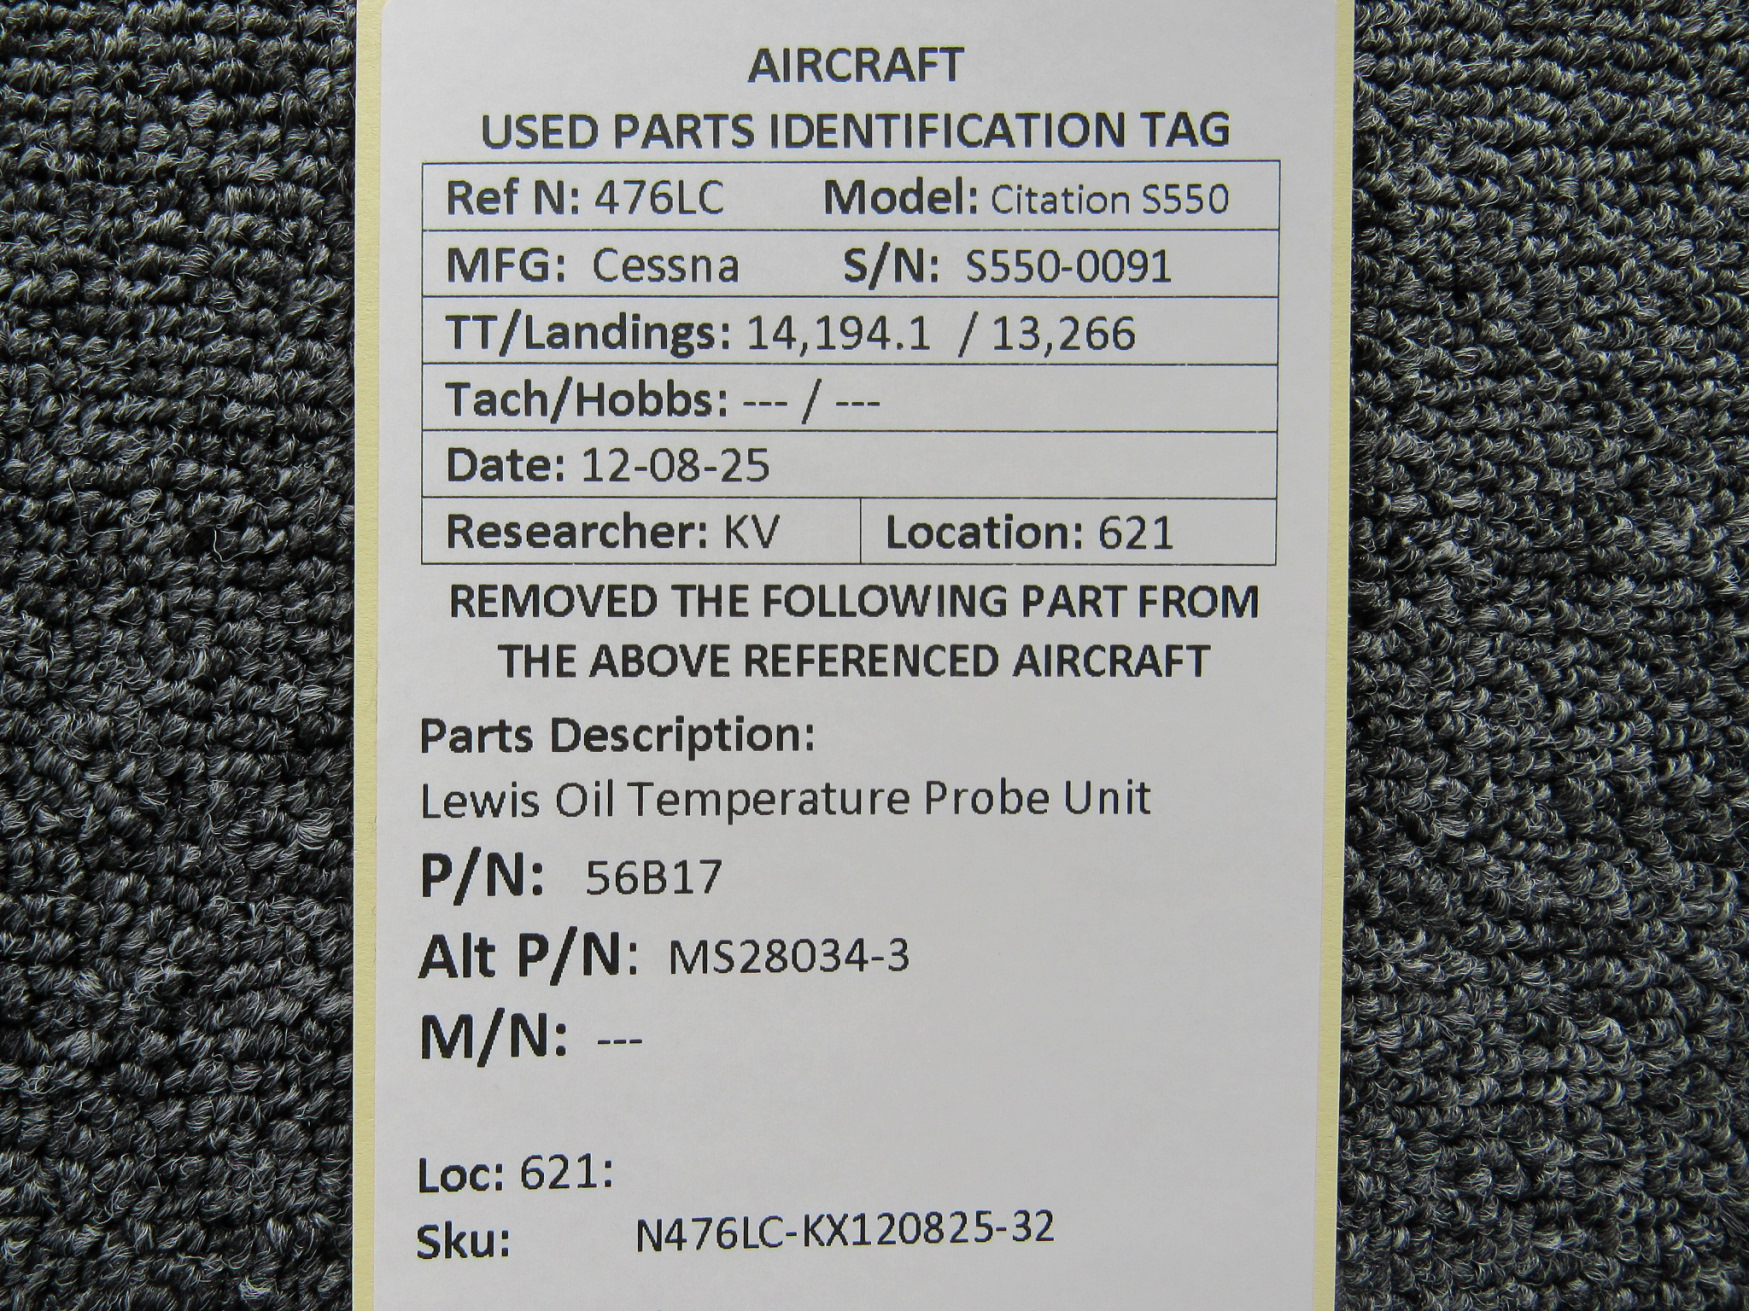 AIRCRAFT
USED PARTS IDENTIFICATION TAG
Ref N: 476LC Model: Citation S550
MFG: Cessna S/N: S550-0091
TT/Landings: 14,194.1 / 13,266
Tach/Hobbs: --- / ---
Date: 12-08-25
Researcher: KV Location: 621
REMOVED THE FOLLOWING PART FROM
THE ABOVE REFERENCED AIRCRAFT
Parts Description:
Lewis Oil Temperature Probe Unit
P/N: 56B17
Alt P/N: MS28034-3
M/N: ---
Loc: 621:
Sku: N476LC-KX120825-32